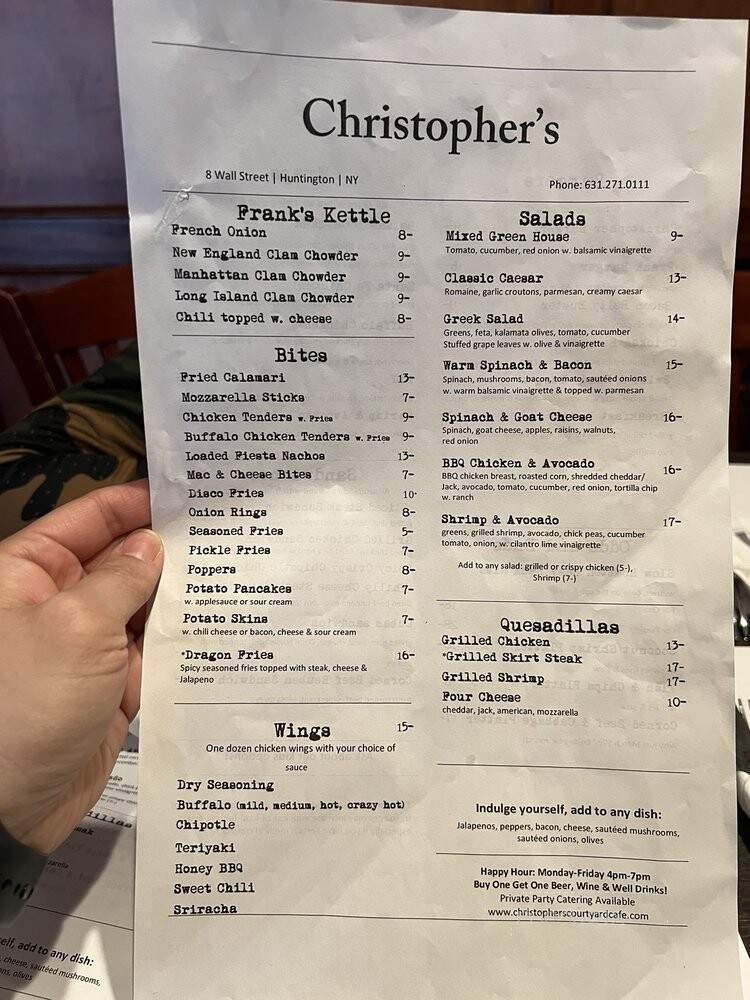 Christopher's
8 Wall Street | Huntington | NY
Phone: 631.271.0111
Frank's Kettle
French Onion 8-
New England Clam Chowder 9-
Manhattan Clam Chowder 9-
Long Island Clam Chowder 9-
Chili topped w. cheese 8-
Bites
Fried Calamari 13-
Mozzarella Sticks 7-
Chicken Tenders w. Fries 9-
Buffalo Chicken Tenders w. Fries 9-
Loaded Fiesta Nachos 13-
Mac & Cheese Bites 7-
Disco Fries 10-
Onion Rings 8-
Seasoned Fries 5-
Pickle Fries 7-
Poppers 8-
Potato Pancakes 7-
w. applesauce or sour cream
Potato Skins 7-
w. chili cheese or bacon, cheese & sour cream
*Dragon Fries 16-
Spicy seasoned fries topped with steak, cheese &
Jalapeno
Wings 15-
One dozen chicken wings with your choice of
sauce
Dry Seasoning
Buffalo (mild, medium, hot, crazy hot)
Chipotle
Teriyaki
Honey BBQ
Sweet Chili
Sriracha
Salads
Mixed Green House 9-
Tomato, cucumber, red onion w. balsamic vinaigrette
Classic Caesar 13-
Romaine, garlic croutons, parmesan, creamy caesar
Greek Salad 14-
Greens, feta, kalamata olives, tomato, cucumber
Stuffed grape leaves w. olive & vinaigrette
Warm Spinach & Bacon 15-
Spinach, mushrooms, bacon, tomato, sautéed onions
w. warm balsamic vinaigrette & topped w. parmesan
Spinach & Goat Cheese 16-
Spinach, goat cheese, apples, raisins, walnuts,
red onion
BBQ Chicken & Avocado 16-
BBQ chicken breast, roasted corn, shredded cheddar/
Jack, avocado, tomato, cucumber, red onion, tortilla chip
w. ranch
Shrimp & Avocado 17-
greens, grilled shrimp, avocado, chick peas, cucumber
tomato, onion, w. cilantro lime vinaigrette
Add to any salad: grilled or crispy chicken (5-),
Shrimp (7-)
Quesadillas
Grilled Chicken 13-
*Grilled Skirt Steak 17-
Grilled Shrimp 17-
Four Cheese 10-
cheddar, jack, american, mozzarella
Indulge yourself, add to any dish:
Jalapenos, peppers, bacon, cheese, sautéed mushrooms,
sautéed onions, olives
Happy Hour: Monday-Friday 4pm-7pm
Buy One Get One Beer, Wine & Well Drinks!
Private Party Catering Available
www.christopherscourtyardcafe.com
add to any dish:
cheese, sautéed mushrooms,
olives